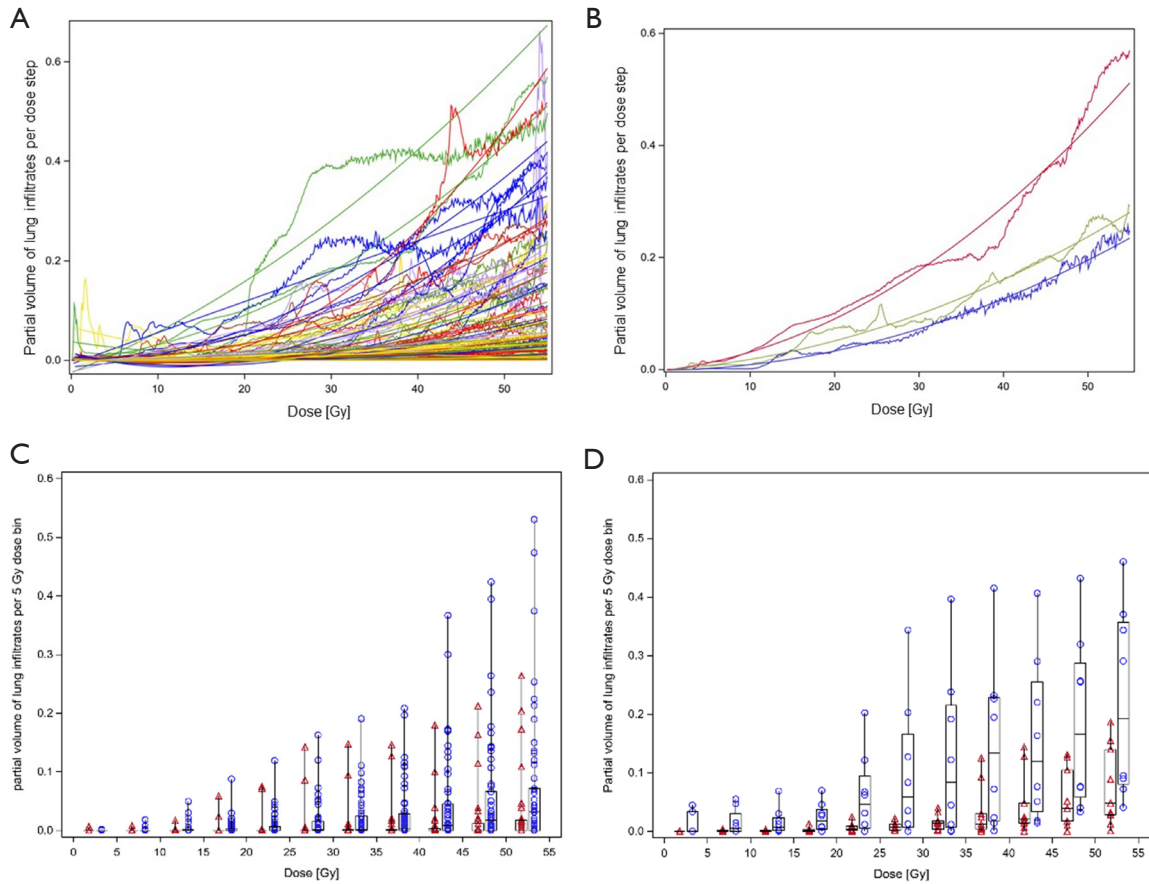 A
Partial volume of lung infiltrates per dose step
0.6
0.4
0.2
0.0
0 10 20 30 40 50
Dose [Gy]
B
Partial volume of lung infiltrates per dose step
0.6
0.4
0.2
0.0
0 10 20 30 40 50
Dose [Gy]
C
partial volume of lung infiltrates per 5 Gy dose bin
0.6
0.5
0.4
0.3
0.2
0.1
0.0
0 5 10 15 20 25 30 35 40 45 50 55
Dose [Gy]
D
Partial volume of lung infiltrates per 5 Gy dose bin
0.6
0.5
0.4
0.3
0.2
0.1
0.0
0 5 10 15 20 25 30 35 40 45 50 55
Dose [Gy]